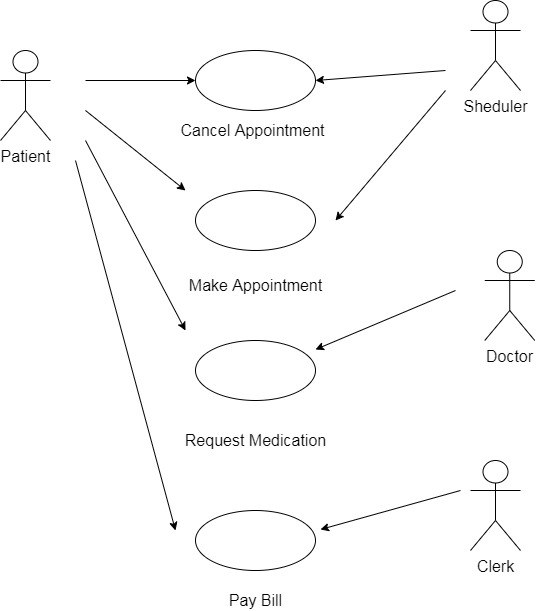 Sheduler
Cancel Appointment
Patient
Make Appointment
Doctor
Request Medication
Clerk
Pay Bill